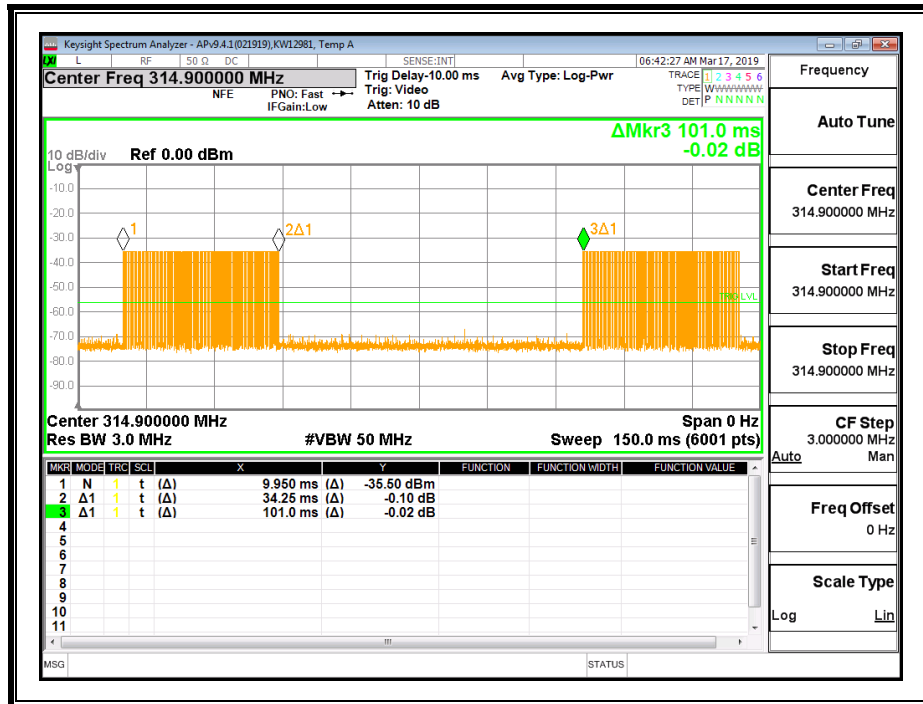 Keysight Spectrum Analyzer - APv9.4.1(021919),KW12981, Temp A
LXI L RF 50 Ω DC SENSE:INT 06:42:27 AM Mar 17, 2019
Center Freq 314.900000 MHz
NFE
PNO: Fast
IFGain:Low
Trig Delay-10.00 ms
Trig: Video
Atten: 10 dB
Avg Type: Log-Pwr
TRACE 1 2 3 4 5 6
TYPE WWWWWW
DET P N N N N N
ΔMkr3 101.0 ms
-0.02 dB
10 dB/div Ref 0.00 dBm
Log
-10.0
-20.0
-30.0
-40.0
-50.0
-60.0
-70.0
-80.0
-90.0
1
2Δ1
3Δ1
TRIG LVL
Center 314.900000 MHz Span 0 Hz
Res BW 3.0 MHz #VBW 50 MHz Sweep 150.0 ms (6001 pts)
MKR MODE TRC SCL X Y FUNCTION FUNCTION WIDTH FUNCTION VALUE
1 N 1 t (Δ) 9.950 ms (Δ) -35.50 dBm
2 Δ1 1 t (Δ) 34.25 ms (Δ) -0.10 dB
3 Δ1 1 t (Δ) 101.0 ms (Δ) -0.02 dB
4
5
6
7
8
9
10
11
MSG STATUS
Frequency
Auto Tune
Center Freq
314.900000 MHz
Start Freq
314.900000 MHz
Stop Freq
314.900000 MHz
CF Step
3.000000 MHz
Auto Man
Freq Offset
0 Hz
Scale Type
Log Lin